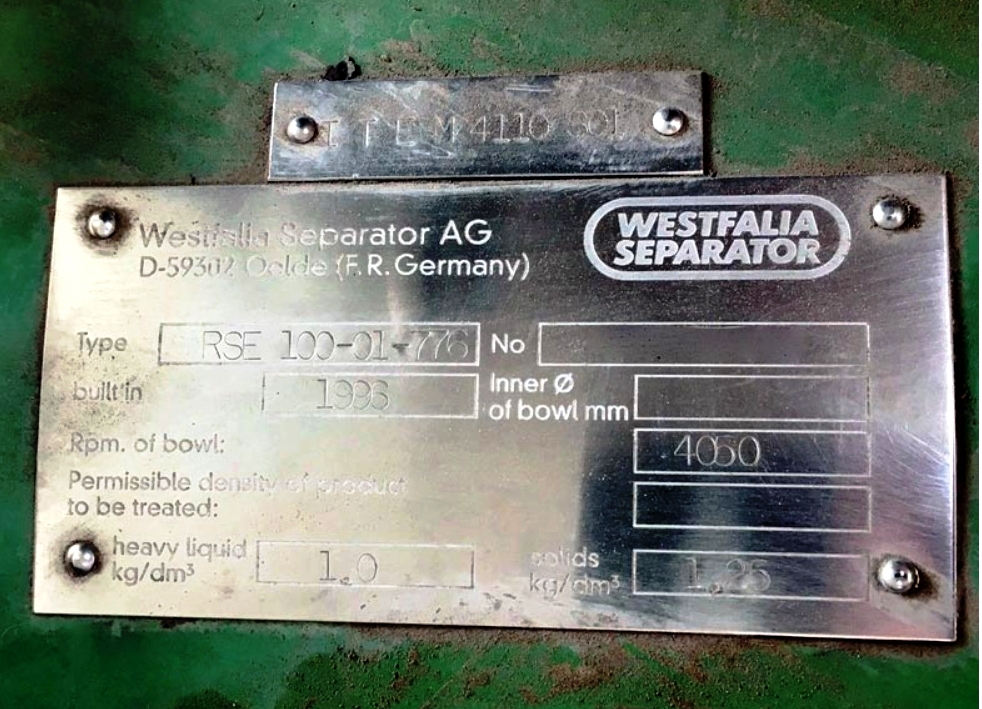 ITEM 4110 601
Westfalia Separator AG
D-59302 Oelde (F.R. Germany)
WESTFALIA
SEPARATOR
Type RSE 100-01-776 No
built in 1996 Inner Ø
of bowl mm
Rpm. of bowl: 4050
Permissible density of product
to be treated:
heavy liquid
kg/dm³ 1.0
solids
kg/dm³ 1.25